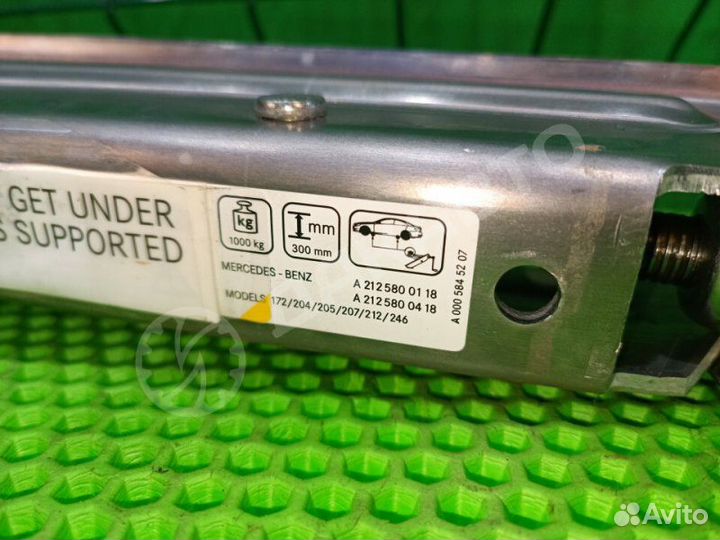 GET UNDER
S SUPPORTED
kg
1000 kg
mm
300 mm
MERCEDES - BENZ
A 212 580 01 18
A 212 580 04 18
MODELS 172/204/205/207/212/246
A 000 584 52 07
Avito